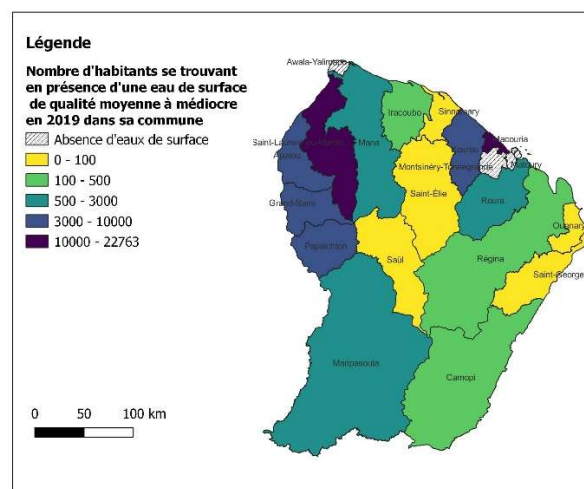 Légende
Nombre d'habitants se trouvant
en présence d'une eau de surface
de qualité moyenne à médiocre
en 2019 dans sa commune
Absence d'eaux de surface
0 - 100
100 - 500
500 - 3000
3000 - 10000
10000 - 22763
0 50 100 km
Awala-Yalimapo
Iracoubo
Sinnamary
Macouria
Saint-Laurent-du-Maroni
Mana
Kourou
Apatou
Montsinéry-Tonnegrande
Matoury
Grand-Santi
Saint-Élie
Roura
Papaichton
Saül
Régina
Ouanary
Saint-Georges
Maripasoula
Camopi